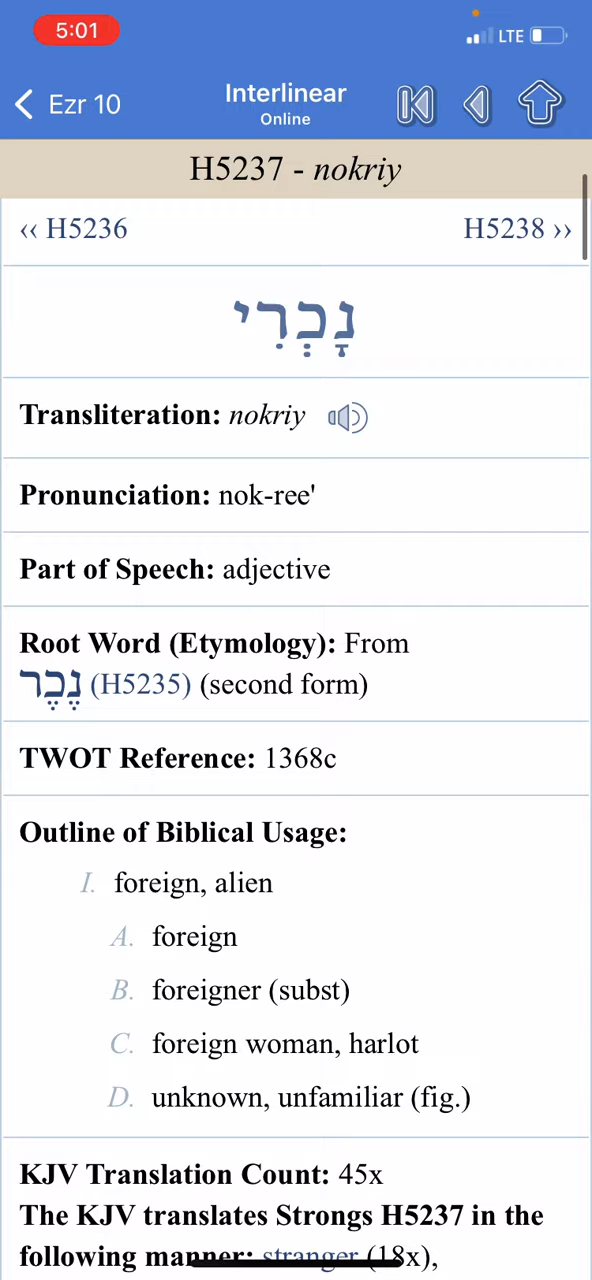 5:01
LTE
Ezr 10
Interlinear
Online
H5237 - nokriy
‹‹ H5236
H5238 ››
נָכְרִי
Transliteration: nokriy
Pronunciation: nok-ree'
Part of Speech: adjective
Root Word (Etymology): From
נֶכֶר (H5235) (second form)
TWOT Reference: 1368c
Outline of Biblical Usage:
I. foreign, alien
A. foreign
B. foreigner (subst)
C. foreign woman, harlot
D. unknown, unfamiliar (fig.)
KJV Translation Count: 45x
The KJV translates Strongs H5237 in the
following manner: stranger (18x),